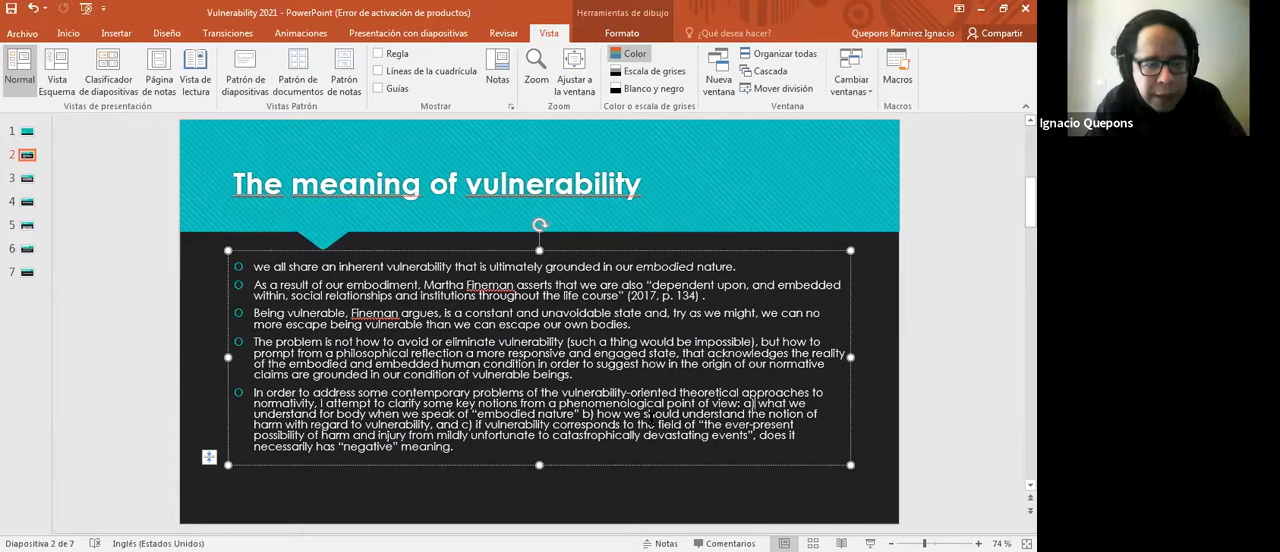 Vulnerability 2021 - PowerPoint (Error de activación de productos)
Herramientas de dibujo
Archivo Inicio Insertar Diseño Transiciones Animaciones Presentación con diapositivas Revisar Vista Formato ¿Qué desea hacer? Quepons Ramirez Ignacio Compartir
Normal
Vista Esquema
Clasificador de diapositivas
Página de notas
Vista de lectura
Vistas de presentación
Patrón de diapositivas
Patrón de documentos
Patrón de notas
Vistas Patrón
Regla
Líneas de la cuadrícula
Guías
Mostrar
Notas
Zoom
Ajustar a la ventana
Zoom
Color
Escala de grises
Blanco y negro
Color o escala de grises
Nueva ventana
Organizar todas
Cascada
Mover división
Cambiar ventanas
Ventana
Macros
Macros
Ignacio Quepons
1
2
3
4
5
6
7
The meaning of vulnerability
we all share an inherent vulnerability that is ultimately grounded in our embodied nature.
As a result of our embodiment, Martha Fineman asserts that we are also “dependent upon, and embedded
within, social relationships and institutions throughout the life course” (2017, p. 134) .
Being vulnerable, Fineman argues, is a constant and unavoidable state and, try as we might, we can no
more escape being vulnerable than we can escape our own bodies.
The problem is not how to avoid or eliminate vulnerability (such a thing would be impossible), but how to
prompt from a philosophical reflection a more responsive and engaged state, that acknowledges the reality
of the embodied and embedded human condition in order to suggest how in the origin of our normative
claims are grounded in our condition of vulnerable beings.
In order to address some contemporary problems of the vulnerability-oriented theoretical approaches to
normativity, I attempt to clarify some key notions from a phenomenological point of view: a) what we
understand for body when we speak of “embodied nature” b) how we should understand the notion of
harm with regard to vulnerability, and c) if vulnerability corresponds to the field of “the ever-present
possibility of harm and injury from mildly unfortunate to catastrophically devastating events”, does it
necessarily has “negative” meaning.
Diapositiva 2 de 7 Inglés (Estados Unidos) Notas Comentarios 74 %